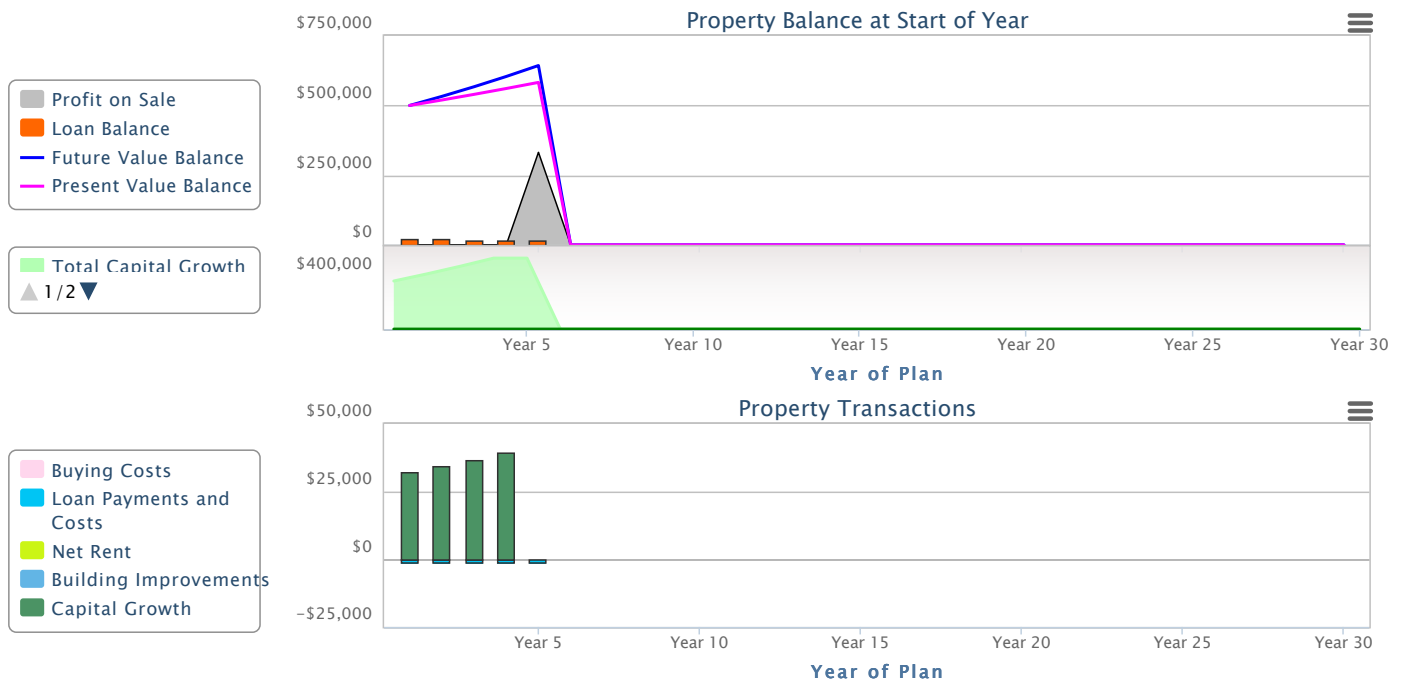 Property Balance at Start of Year
$750,000
$500,000
$250,000
$0
$400,000
Profit on Sale
Loan Balance
Future Value Balance
Present Value Balance
Total Capital Growth
1/2
Year 5 Year 10 Year 15 Year 20 Year 25 Year 30
Year of Plan
Property Transactions
$50,000
$25,000
$0
−$25,000
Buying Costs
Loan Payments and
Costs
Net Rent
Building Improvements
Capital Growth
Year 5 Year 10 Year 15 Year 20 Year 25 Year 30
Year of Plan